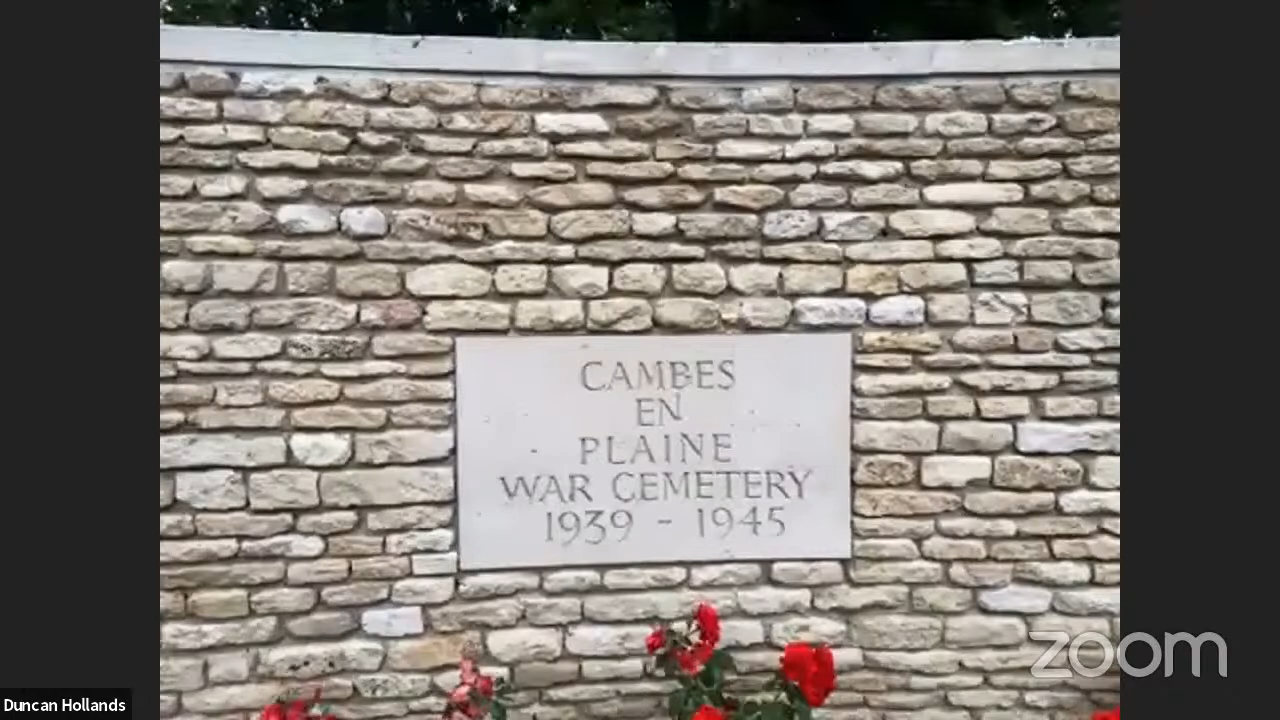 CAMBES
EN
PLAINE
WAR CEMETERY
1939 - 1945
zoom
Duncan Hollands